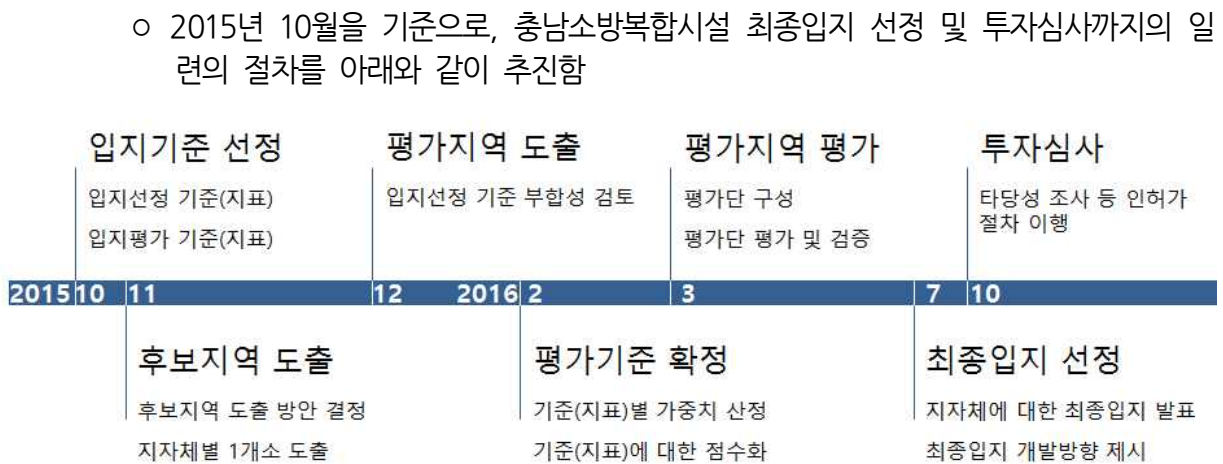 ○ 2015년 10월을 기준으로, 충남소방복합시설 최종입지 선정 및 투자심사까지의 일
련의 절차를 아래와 같이 추진함
입지기준 선정
입지선정 기준(지표)
입지평가 기준(지표)
평가지역 도출
입지선정 기준 부합성 검토
평가지역 평가
평가단 구성
평가단 평가 및 검증
투자심사
타당성 조사 등 인허가
절차 이행
2015 10 11 12 2016 2 3 7 10
후보지역 도출
후보지역 도출 방안 결정
지자체별 1개소 도출
평가기준 확정
기준(지표)별 가중치 산정
기준(지표)에 대한 점수화
최종입지 선정
지자체에 대한 최종입지 발표
최종입지 개발방향 제시